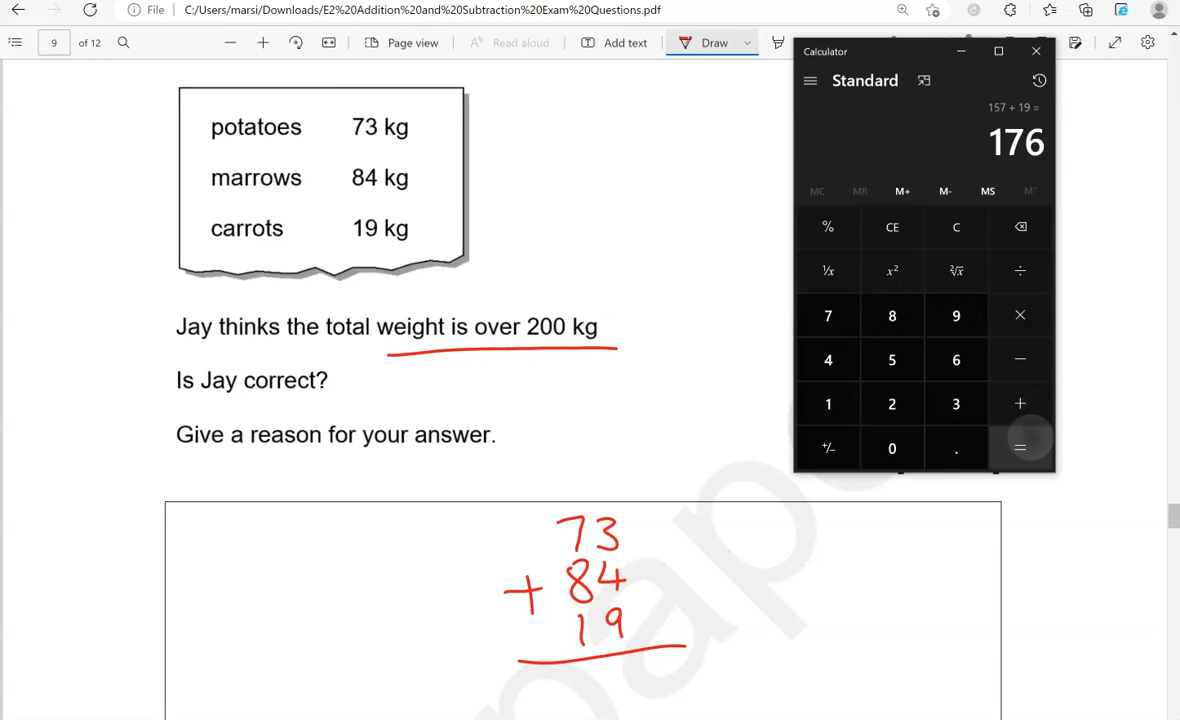 File C:/Users/marsi/Downloads/E2%20Addition%20and%20Subtraction%20Exam%20Questions.pdf
9 of 12 Page view Read aloud Add text Draw
Calculator
Standard
157 + 19 =
176
MC MR M+ M- MS M˅
% CE C
¹/x x² ²√x ÷
7 8 9 ×
4 5 6 −
1 2 3 +
+/− 0 . =
potatoes 73 kg
marrows 84 kg
carrots 19 kg
Jay thinks the total weight is over 200 kg
Is Jay correct?
Give a reason for your answer.
73
+ 84
19